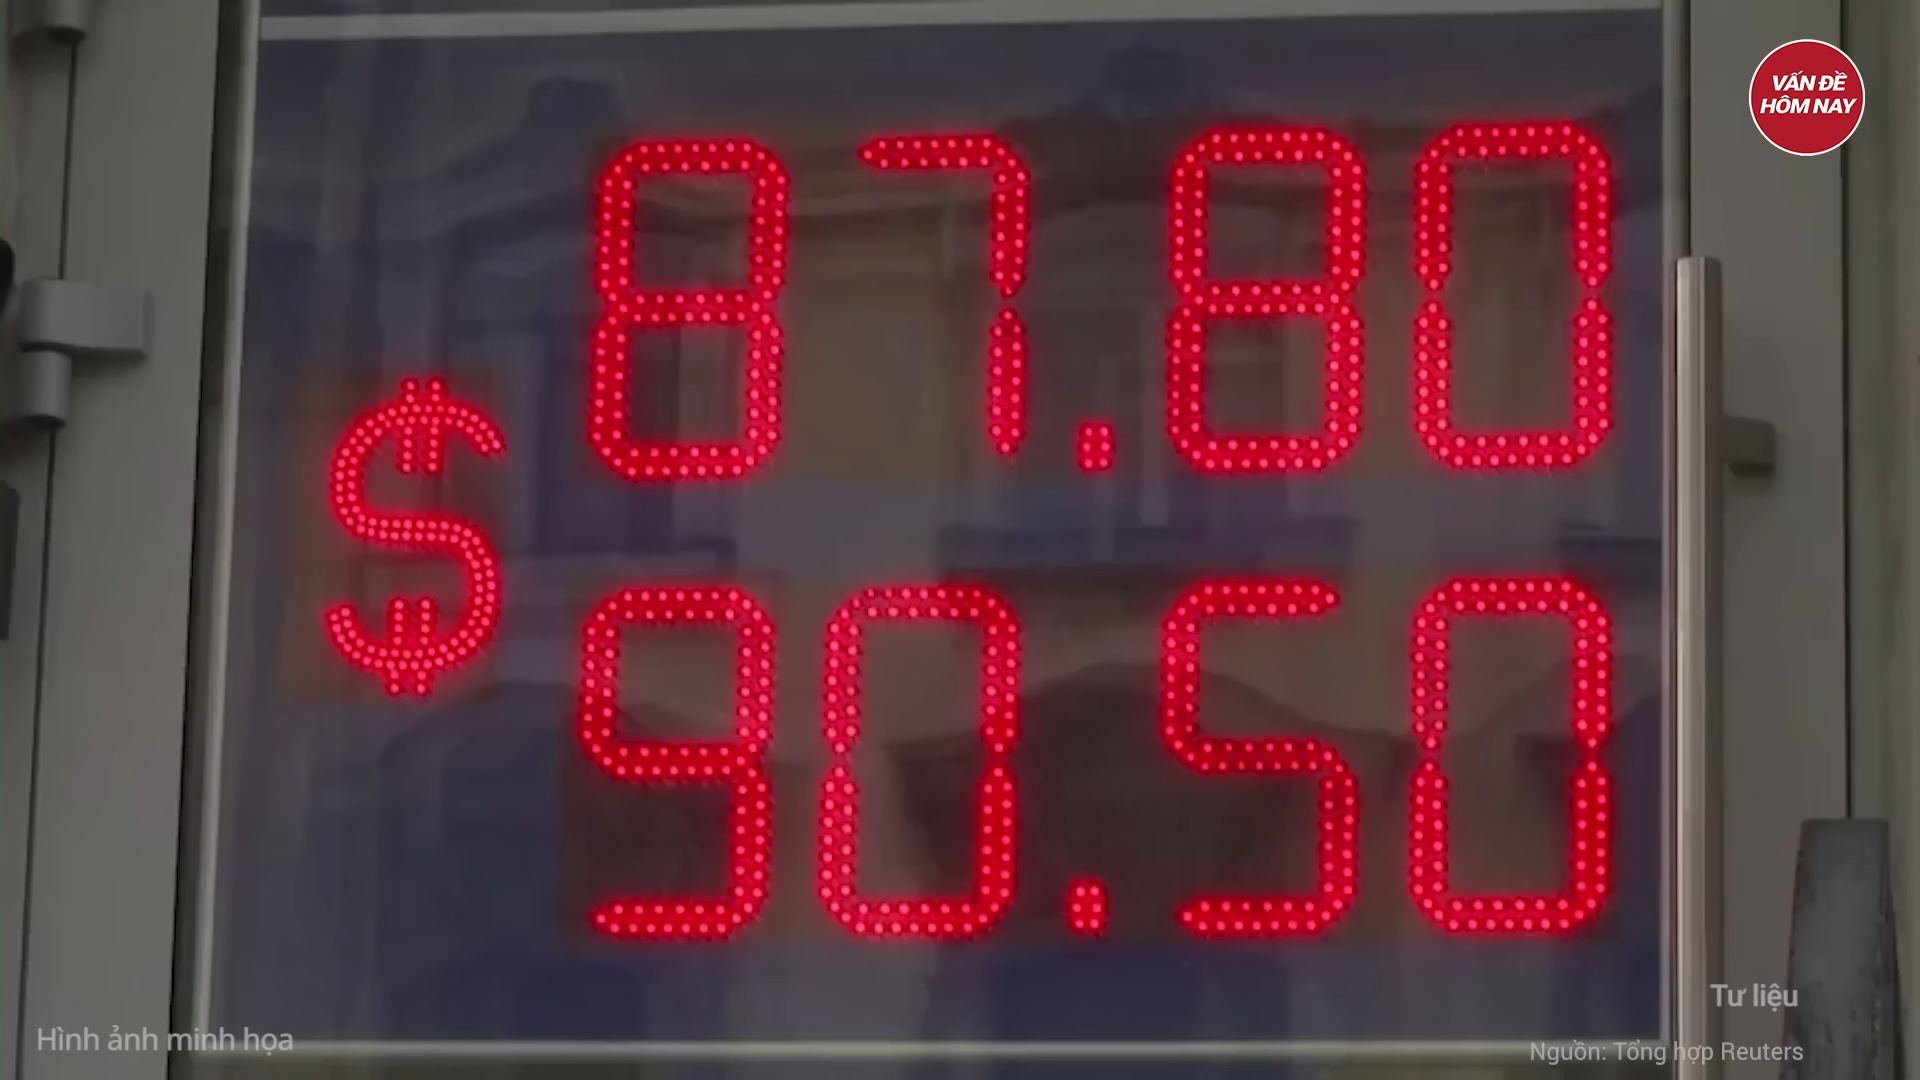 VẤN ĐỀ
HÔM NAY
87.80
$
90.50
Tư liệu
Hình ảnh minh họa
Nguồn: Tổng hợp Reuters